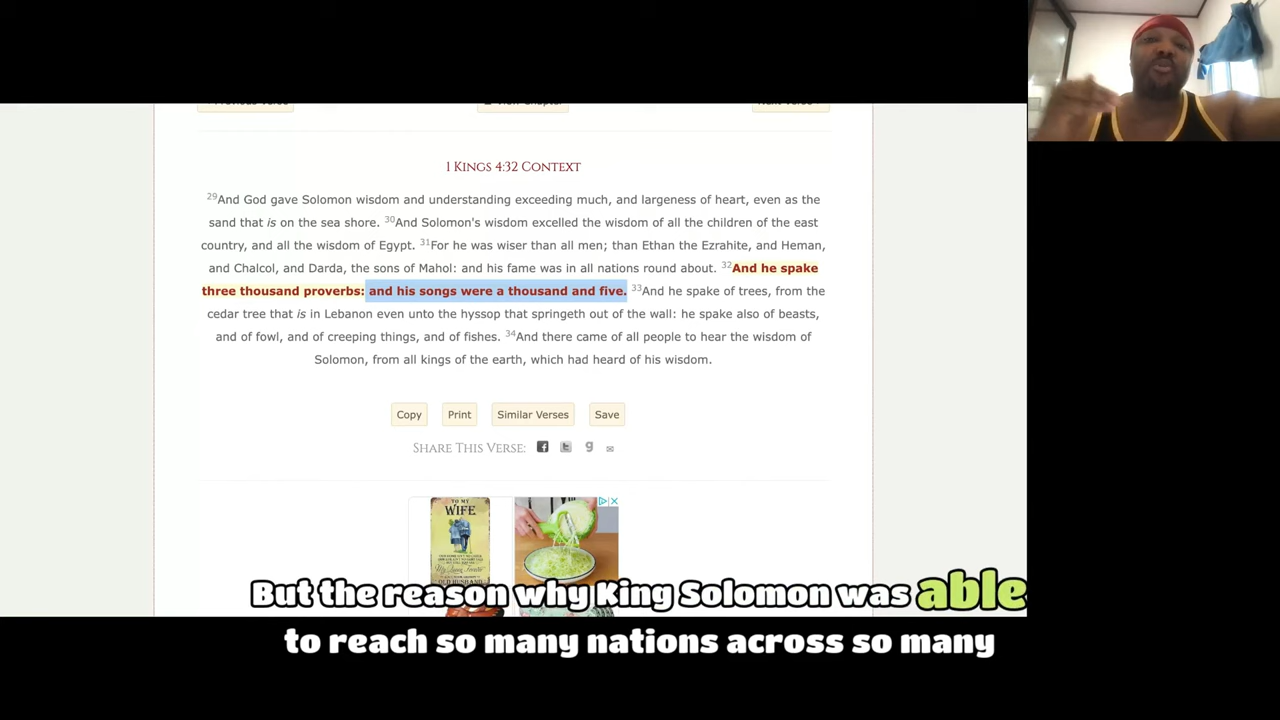 1 Kings 4:32 Context
29And God gave Solomon wisdom and understanding exceeding much, and largeness of heart, even as the
sand that is on the sea shore. 30And Solomon's wisdom excelled the wisdom of all the children of the east
country, and all the wisdom of Egypt. 31For he was wiser than all men; than Ethan the Ezrahite, and Heman,
and Chalcol, and Darda, the sons of Mahol: and his fame was in all nations round about. 32And he spake
three thousand proverbs: and his songs were a thousand and five. 33And he spake of trees, from the
cedar tree that is in Lebanon even unto the hyssop that springeth out of the wall: he spake also of beasts,
and of fowl, and of creeping things, and of fishes. 34And there came of all people to hear the wisdom of
Solomon, from all kings of the earth, which had heard of his wisdom.
Copy Print Similar Verses Save
Share This Verse:
TO MY
WIFE
But the reason why King Solomon was able
to reach so many nations across so many